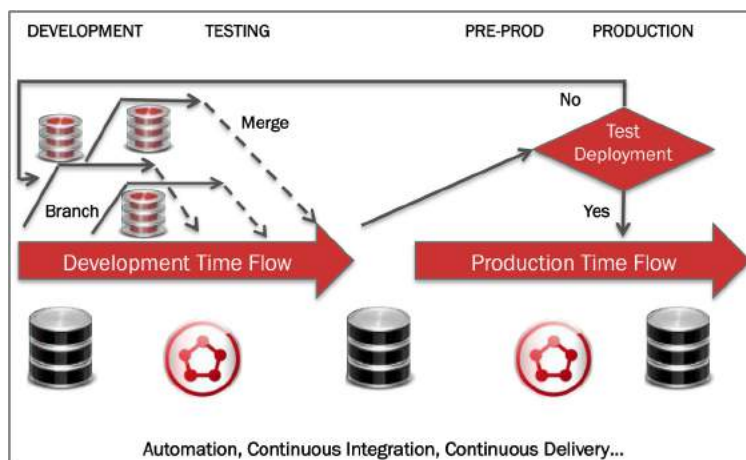 DEVELOPMENT TESTING PRE-PROD PRODUCTION
No
Merge
Test
Deployment
Branch
Yes
Development Time Flow
Production Time Flow
Automation, Continuous Integration, Continuous Delivery...